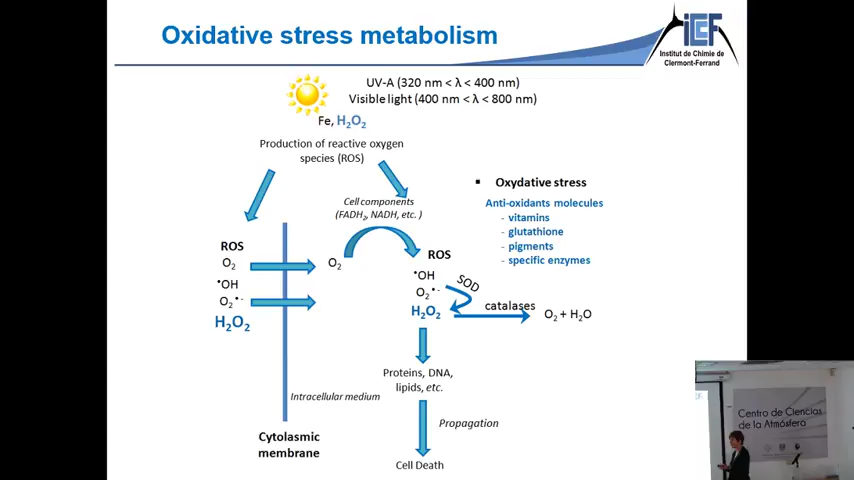 Oxidative stress metabolism
iCCF
Institut de Chimie de
Clermont-Ferrand
UV-A (320 nm < λ < 400 nm)
Visible light (400 nm < λ < 800 nm)
Fe, H₂O₂
Production of reactive oxygen
species (ROS)
Cell components
(FADH₂, NADH, etc. )
▪ Oxydative stress
Anti-oxidants molecules
- vitamins
- glutathione
- pigments
- specific enzymes
ROS
O₂
•OH
O₂•-
H₂O₂
O₂
ROS
•OH
O₂•-
H₂O₂
SOD
catalases
O₂ + H₂O
Proteins, DNA,
lipids, etc.
Intracellular medium
Propagation
Cytolasmic
membrane
Cell Death
Centro de Ciencias
de la Atmósfera